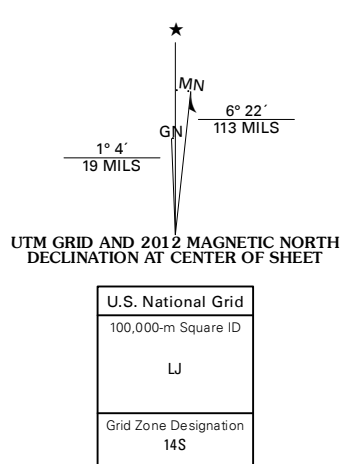 ★
MN
6° 22´
113 MILS
GN
1° 4´
19 MILS
UTM GRID AND 2012 MAGNETIC NORTH
DECLINATION AT CENTER OF SHEET
U.S. National Grid
100,000-m Square ID
LJ
Grid Zone Designation
14S